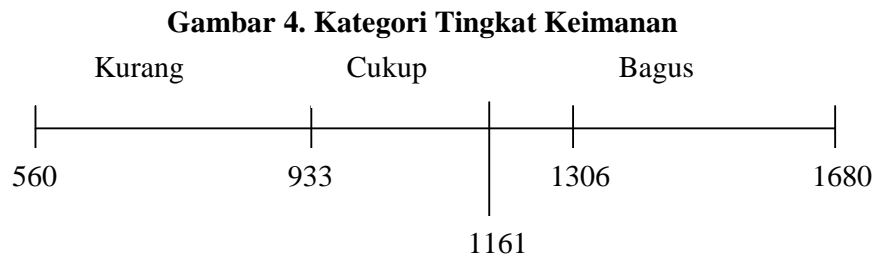 Gambar 4. Kategori Tingkat Keimanan
Kurang Cukup Bagus
560 933 1306 1680
1161